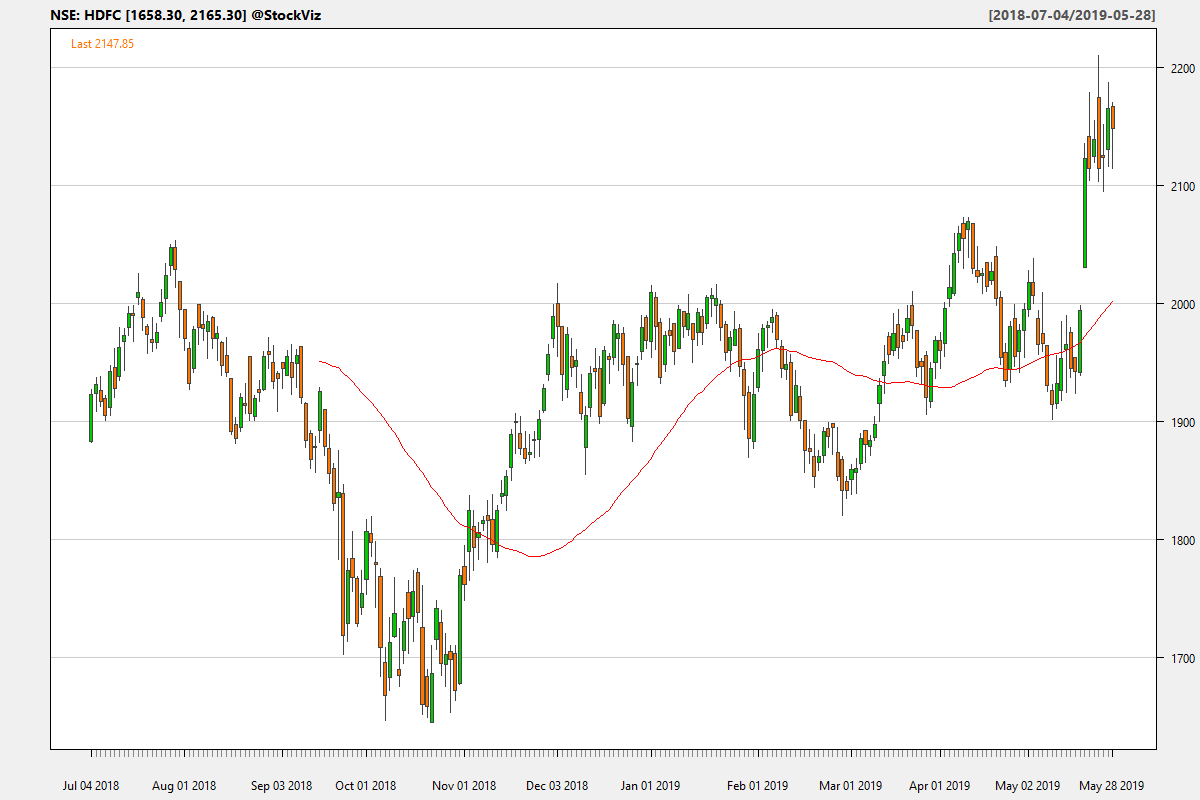 NSE: HDFC [1658.30, 2165.30] @StockViz [2018-07-04/2019-05-28]
Last 2147.85
2200
2100
2000
1900
1800
1700
Jul 04 2018 Aug 01 2018 Sep 03 2018 Oct 01 2018 Nov 01 2018 Dec 03 2018 Jan 01 2019 Feb 01 2019 Mar 01 2019 Apr 01 2019 May 02 2019 May 28 2019